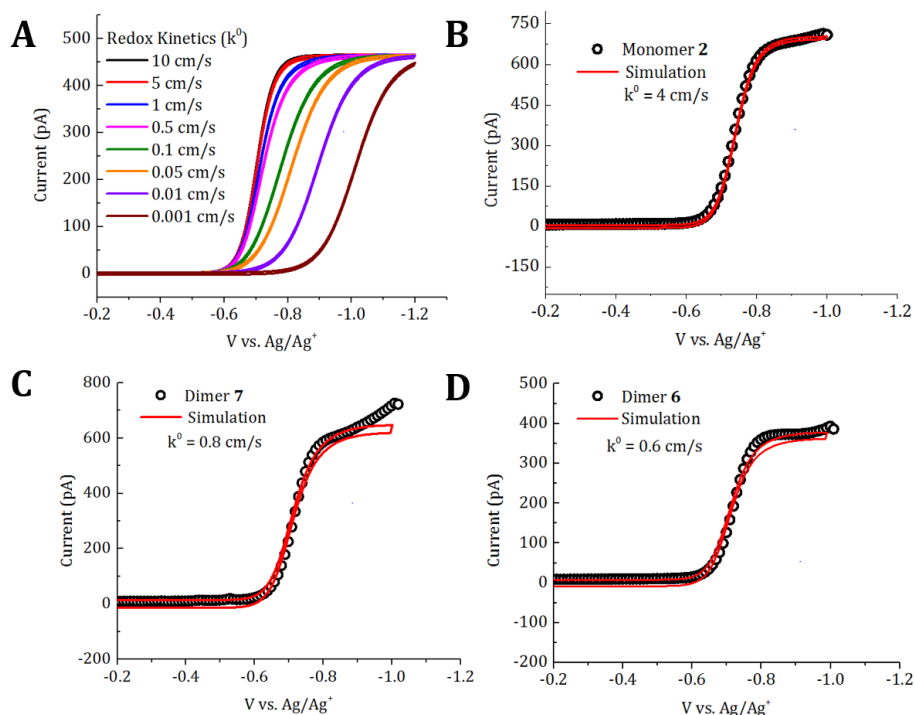 A
Redox Kinetics (k⁰)
10 cm/s
5 cm/s
1 cm/s
0.5 cm/s
0.1 cm/s
0.05 cm/s
0.01 cm/s
0.001 cm/s
500
400
300
200
100
0
Current (pA)
-0.2 -0.4 -0.6 -0.8 -1.0 -1.2
V vs. Ag/Ag⁺
B
Monomer 2
Simulation
k⁰ = 4 cm/s
750
600
450
300
150
0
-150
Current (pA)
-0.2 -0.4 -0.6 -0.8 -1.0 -1.2
V vs. Ag/Ag⁺
C
Dimer 7
Simulation
k⁰ = 0.8 cm/s
800
600
400
200
0
-200
Current (pA)
-0.2 -0.4 -0.6 -0.8 -1.0 -1.2
V vs. Ag/Ag⁺
D
Dimer 6
Simulation
k⁰ = 0.6 cm/s
500
400
300
200
100
0
-100
-200
Current (pA)
-0.2 -0.4 -0.6 -0.8 -1.0 -1.2
V vs. Ag/Ag⁺